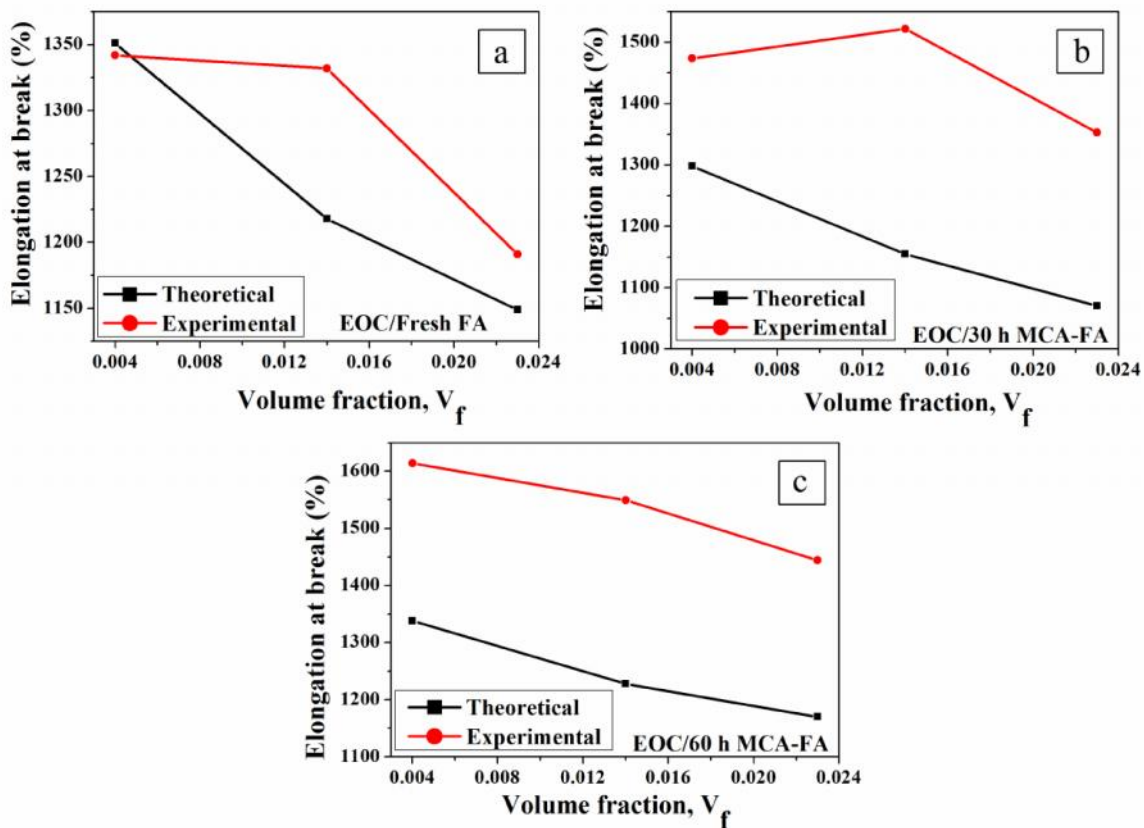 a
Elongation at break (%)
1350
1300
1250
1200
1150
Theoretical
Experimental
EOC/Fresh FA
0.004 0.008 0.012 0.016 0.020 0.024
Volume fraction, Vf
b
Elongation at break (%)
1500
1400
1300
1200
1100
1000
Theoretical
Experimental
EOC/30 h MCA-FA
0.004 0.008 0.012 0.016 0.020 0.024
Volume fraction, Vf
c
Elongation at break (%)
1600
1500
1400
1300
1200
1100
Theoretical
Experimental
EOC/60 h MCA-FA
0.004 0.008 0.012 0.016 0.020 0.024
Volume fraction, Vf